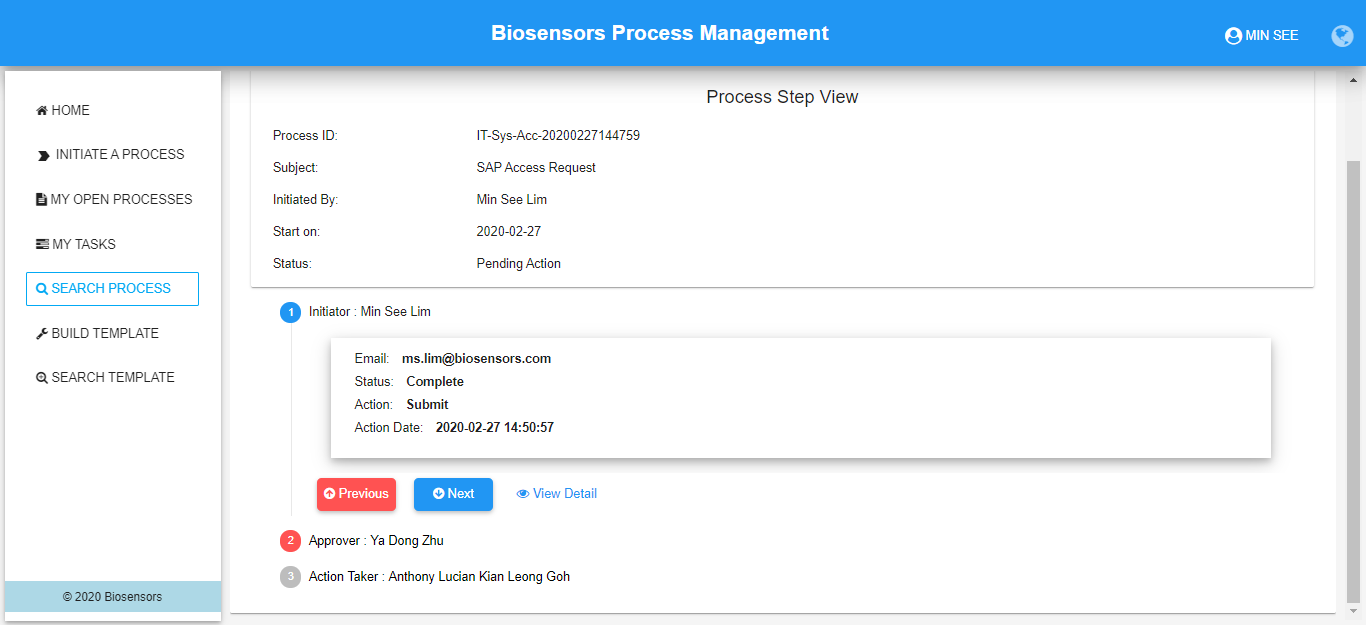 Biosensors Process Management
MIN SEE
HOME
INITIATE A PROCESS
MY OPEN PROCESSES
MY TASKS
SEARCH PROCESS
BUILD TEMPLATE
SEARCH TEMPLATE
© 2020 Biosensors
Process Step View
Process ID: IT-Sys-Acc-20200227144759
Subject: SAP Access Request
Initiated By: Min See Lim
Start on: 2020-02-27
Status: Pending Action
1 Initiator : Min See Lim
Email: ms.lim@biosensors.com
Status: Complete
Action: Submit
Action Date: 2020-02-27 14:50:57
Previous Next View Detail
2 Approver : Ya Dong Zhu
3 Action Taker : Anthony Lucian Kian Leong Goh